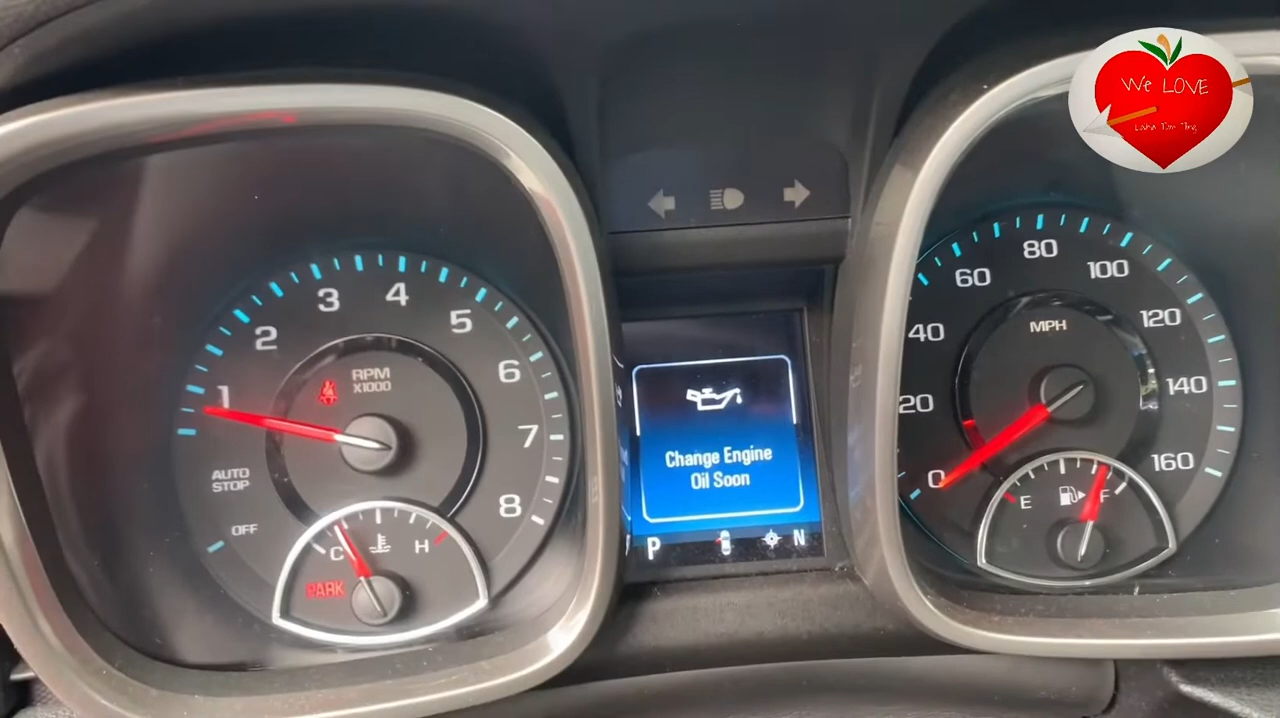 We LOVE
1
2
3
4
5
6
7
8
RPM
X1000
AUTO
STOP
OFF
C
H
PARK
Change Engine
Oil Soon
P
N
0
20
40
60
80
100
120
140
160
MPH
E
F